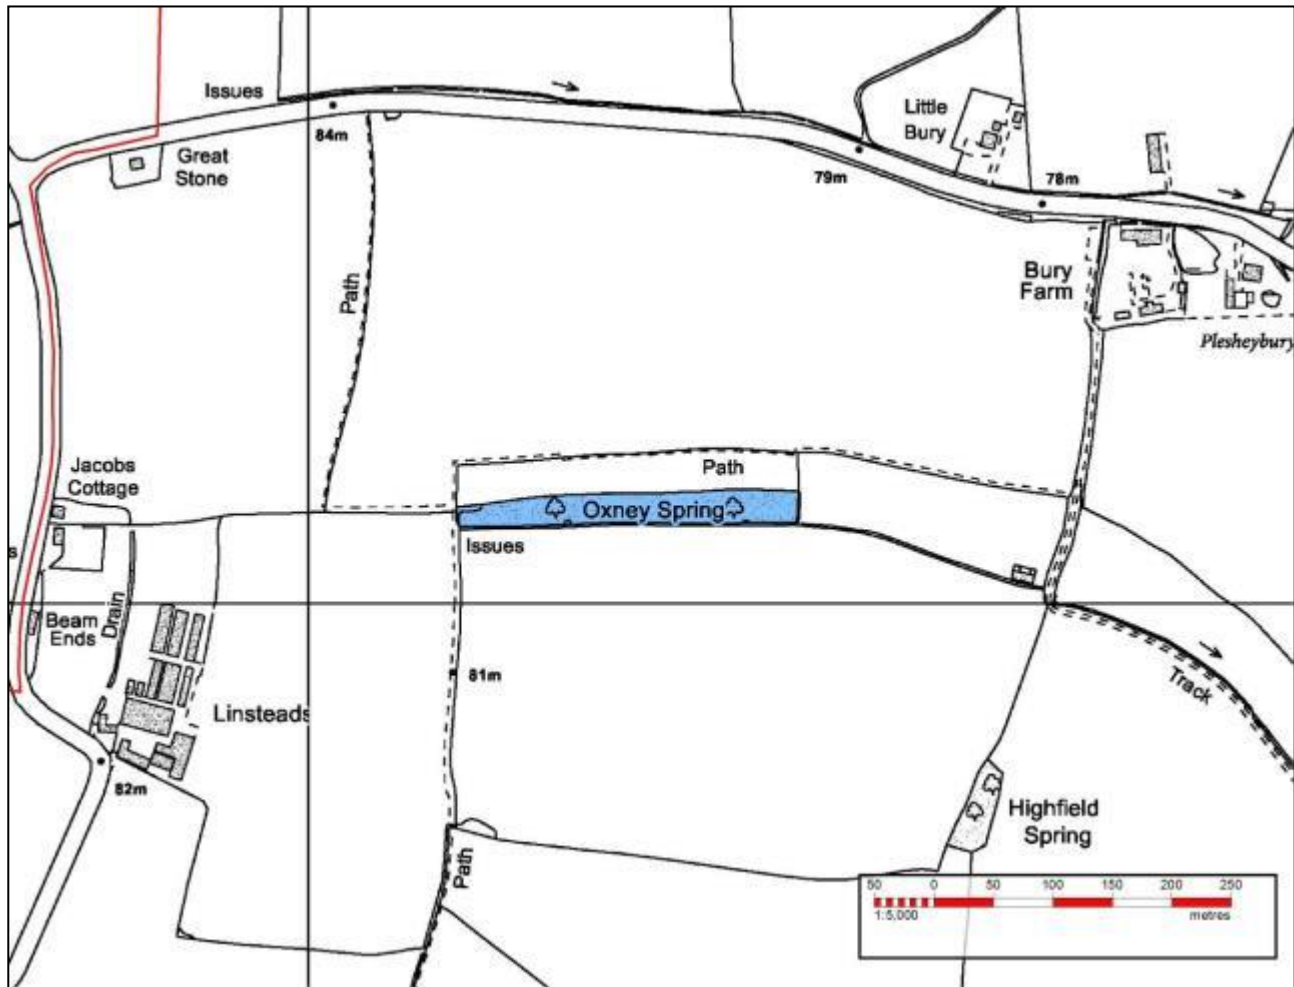 Issues
84m
Great
Stone
Path
Little
Bury
79m
78m
Bury
Farm
Plesheybury
Jacobs
Cottage
Path
Oxney Spring
Issues
s
Beam
Ends
Drain
Linsteads
81m
Track
82m
Highfield
Spring
Path
50 0 50 100 150 200 250
1:5,000 metres